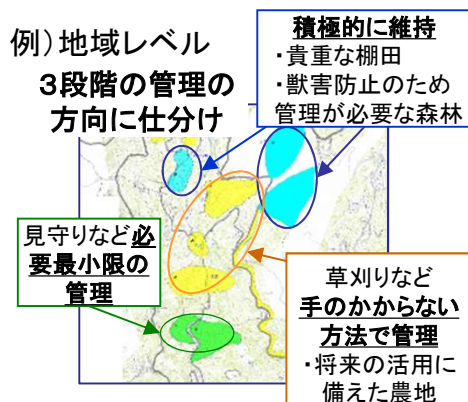 例）地域レベル
３段階の管理の
方向に仕分け
積極的に維持
・貴重な棚田
・獣害防止のため
管理が必要な森林
見守りなど必
要最小限の
管理
草刈りなど
手のかからない
方法で管理
・将来の活用に
備えた農地